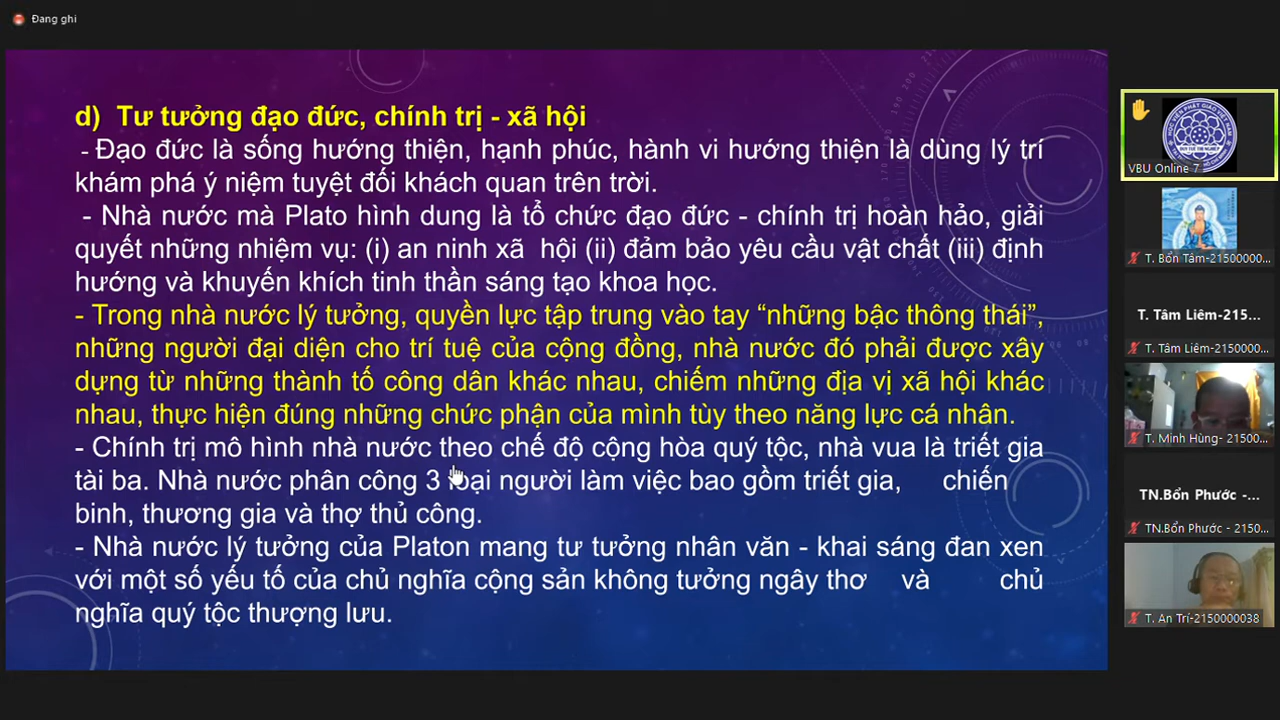 Đang ghi
d) Tư tưởng đạo đức, chính trị - xã hội
- Đạo đức là sống hướng thiện, hạnh phúc, hành vi hướng thiện là dùng lý trí
khám phá ý niệm tuyệt đối khách quan trên trời.
- Nhà nước mà Plato hình dung là tổ chức đạo đức - chính trị hoàn hảo, giải
quyết những nhiệm vụ: (i) an ninh xã hội (ii) đảm bảo yêu cầu vật chất (iii) định
hướng và khuyến khích tinh thần sáng tạo khoa học.
- Trong nhà nước lý tưởng, quyền lực tập trung vào tay “những bậc thông thái”,
những người đại diện cho trí tuệ của cộng đồng, nhà nước đó phải được xây
dựng từ những thành tố công dân khác nhau, chiếm những địa vị xã hội khác
nhau, thực hiện đúng những chức phận của mình tùy theo năng lực cá nhân.
- Chính trị mô hình nhà nước theo chế độ cộng hòa quý tộc, nhà vua là triết gia
tài ba. Nhà nước phân công 3 loại người làm việc bao gồm triết gia, chiến
binh, thương gia và thợ thủ công.
- Nhà nước lý tưởng của Platon mang tư tưởng nhân văn - khai sáng đan xen
với một số yếu tố của chủ nghĩa cộng sản không tưởng ngây thơ và chủ
nghĩa quý tộc thượng lưu.
VBU Online 7
T. Bổn Tâm-21500000...
T. Tâm Liêm-215...
T. Tâm Liêm-2150000...
T. Minh Hùng- 21500...
TN.Bổn Phước -...
TN.Bổn Phước - 2150...
T. An Trí-2150000038